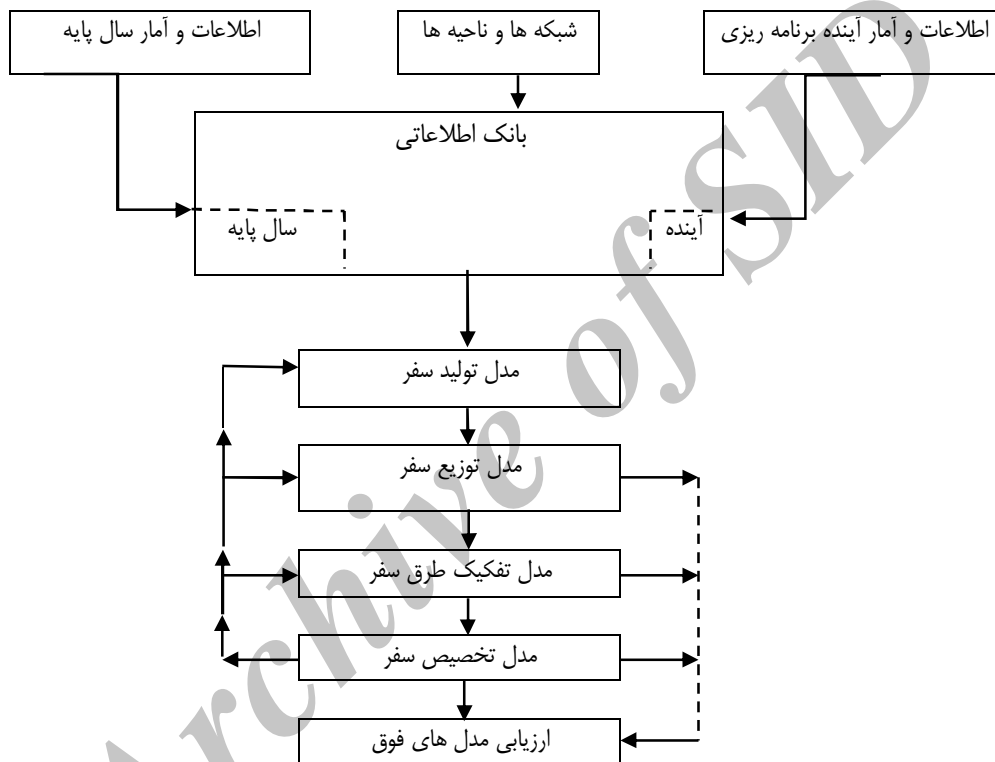 اطلاعات و آمار آینده برنامه ریزی
شبکه ها و ناحیه ها
اطلاعات و آمار سال پایه
بانک اطلاعاتی
آینده
سال پایه
مدل تولید سفر
مدل توزیع سفر
مدل تفکیک طرق سفر
مدل تخصیص سفر
ارزیابی مدل های فوق
Archive of SID